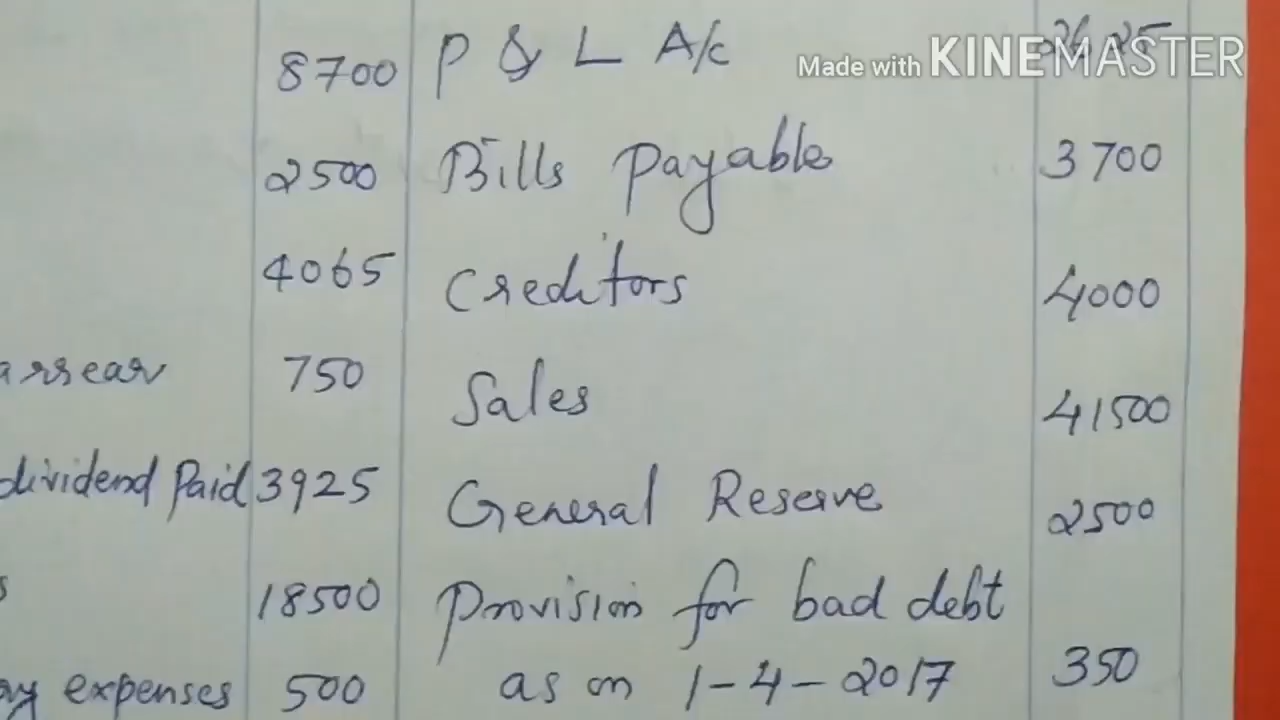 8700 P & L A/c
Made with KINEMASTER
2500 Bills Payable 3700
4065 Creditors 4000
arrear 750 Sales 41500
dividend Paid 3925 General Reserve 2500
18500 Provision for bad debt
expenses 500 as on 1-4-2017 350